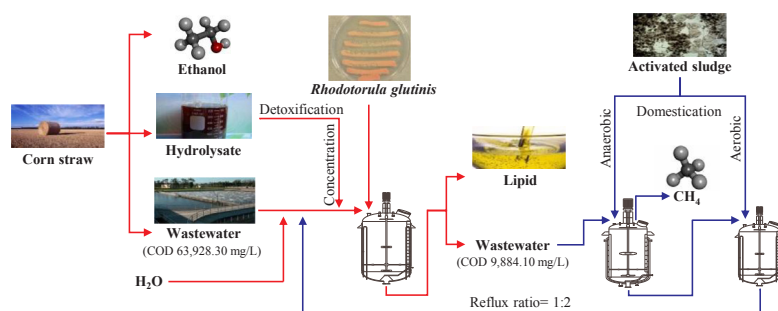 Ethanol
Rhodotorula glutinis
Activated sludge
Detoxification
Domestication
Corn straw
Hydrolysate
Concentration
Anaerobic
Aerobic
Lipid
CH4
Wastewater
(COD 63,928.30 mg/L)
Wastewater
(COD 9,884.10 mg/L)
H2O
Reflux ratio= 1:2